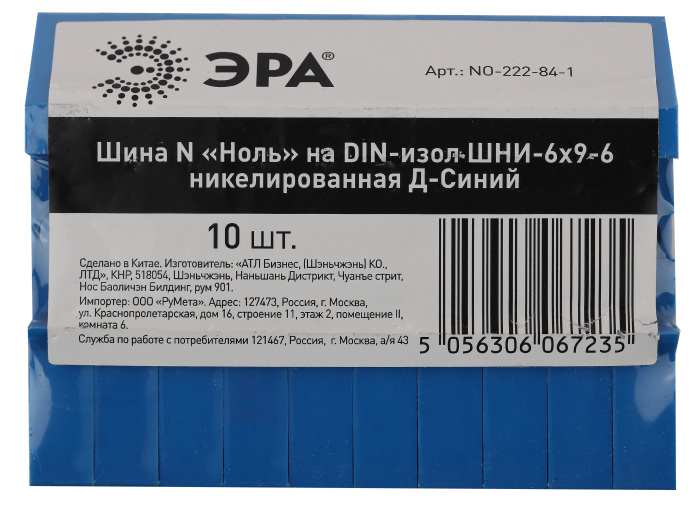 ЭРА®
Арт.: NO-222-84-1
Шина N «Ноль» на DIN-изол ШНИ-6х9-6
никелированная Д-Синий
10 шт.
Сделано в Китае. Изготовитель: «АТЛ Бизнес, (Шэньчжэнь) КО.,
ЛТД», КНР, 518054, Шэньчжэнь, Наньшань Дистрикт, Чуанъе стрит,
Нос Баоличэн Билдинг, рум 901.
Импортер: ООО «РуМета». Адрес: 127473, Россия, г. Москва,
ул. Краснопролетарская, дом 16, строение 11, этаж 2, помещение II,
комната 6.
Служба по работе с потребителями 121467, Россия, г. Москва, а/я 43
5 056306 067235